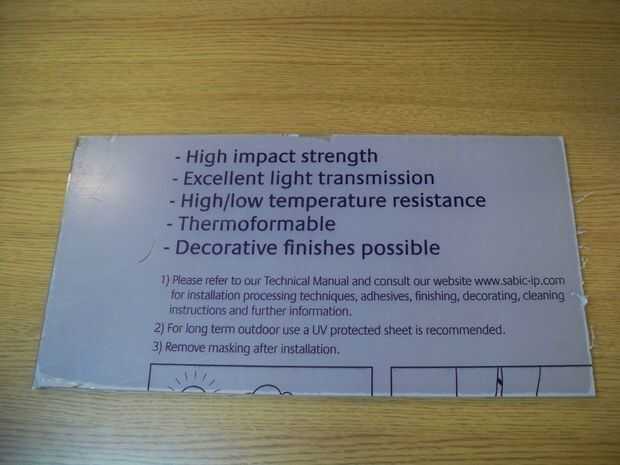 - High impact strength
- Excellent light transmission
- High/low temperature resistance
- Thermoformable
- Decorative finishes possible
1) Please refer to our Technical Manual and consult our website www.sabic-ip.com
for installation processing techniques, adhesives, finishing, decorating, cleaning
instructions and further information.
2) For long term outdoor use a UV protected sheet is recommended.
3) Remove masking after installation.